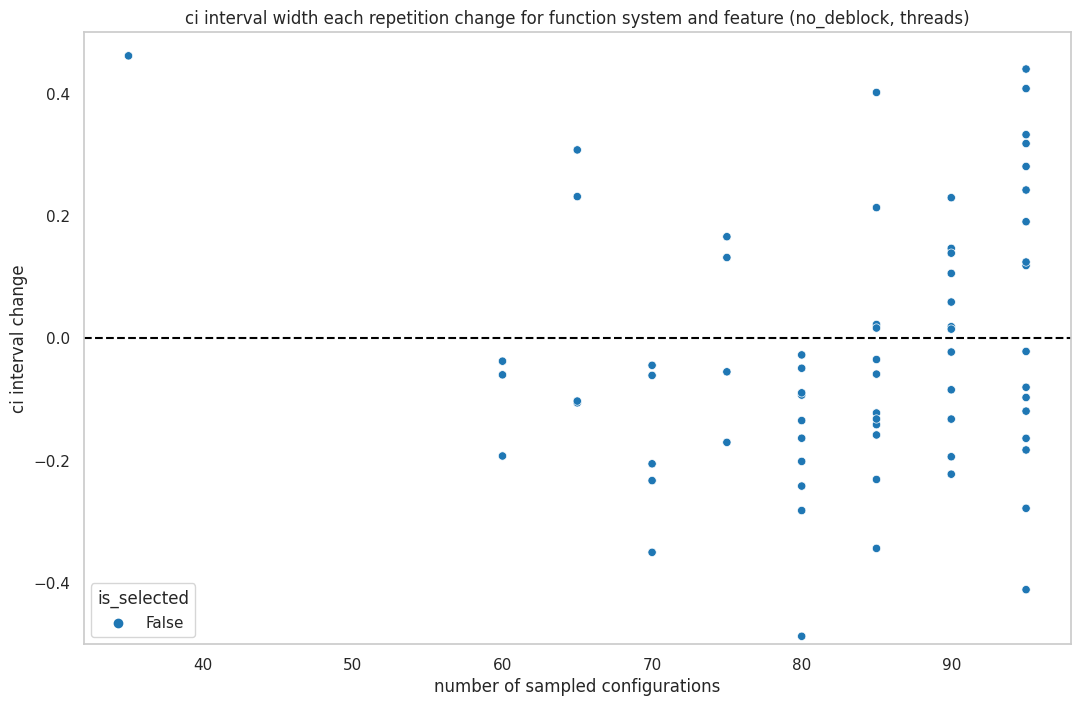 ci interval width each repetition change for function system and feature (no_deblock, threads)
ci interval change
0.4
0.2
0.0
−0.2
−0.4
is_selected
False
40
50
60
70
80
90
number of sampled configurations